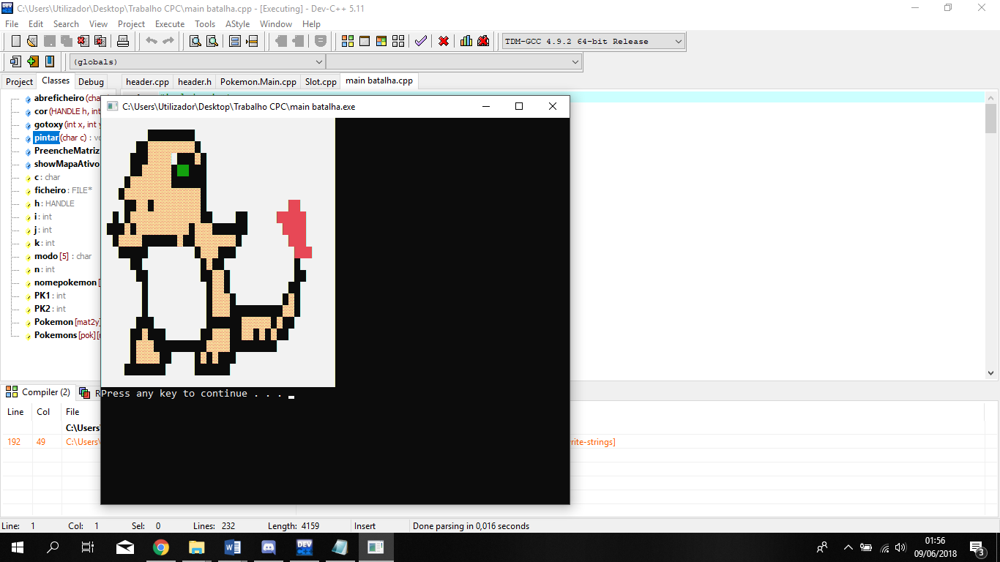 C:\Users\Utilizador\Desktop\Trabalho CPC\main batalha.cpp - [Executing] - Dev-C++ 5.11
File Edit Search View Project Execute Tools AStyle Window Help
TDM-GCC 4.9.2 64-bit Release
(globals)
Project Classes Debug header.cpp header.h Pokemon.Main.cpp Slot.cpp main batalha.cpp
abreficheiro (cha
cor (HANDLE h, int
gotoxy (int x, int y
pintar (char c) : vo
PreencheMatriz
showMapaAtivo
c : char
ficheiro : FILE*
h : HANDLE
i : int
j : int
k : int
modo [5] : char
n : int
nomepokemon [
PK1 : int
PK2 : int
Pokemon [mat2y]
Pokemons [pok][
C:\Users\Utilizador\Desktop\Trabalho CPC\main batalha.exe
Press any key to continue . . .
Compiler (2) R
Line Col File
C:\Users
192 49 C:\Users\ rite-strings]
Line: 1 Col: 1 Sel: 0 Lines: 232 Length: 4159 Insert Done parsing in 0,016 seconds
DEV
01:56
09/06/2018
3